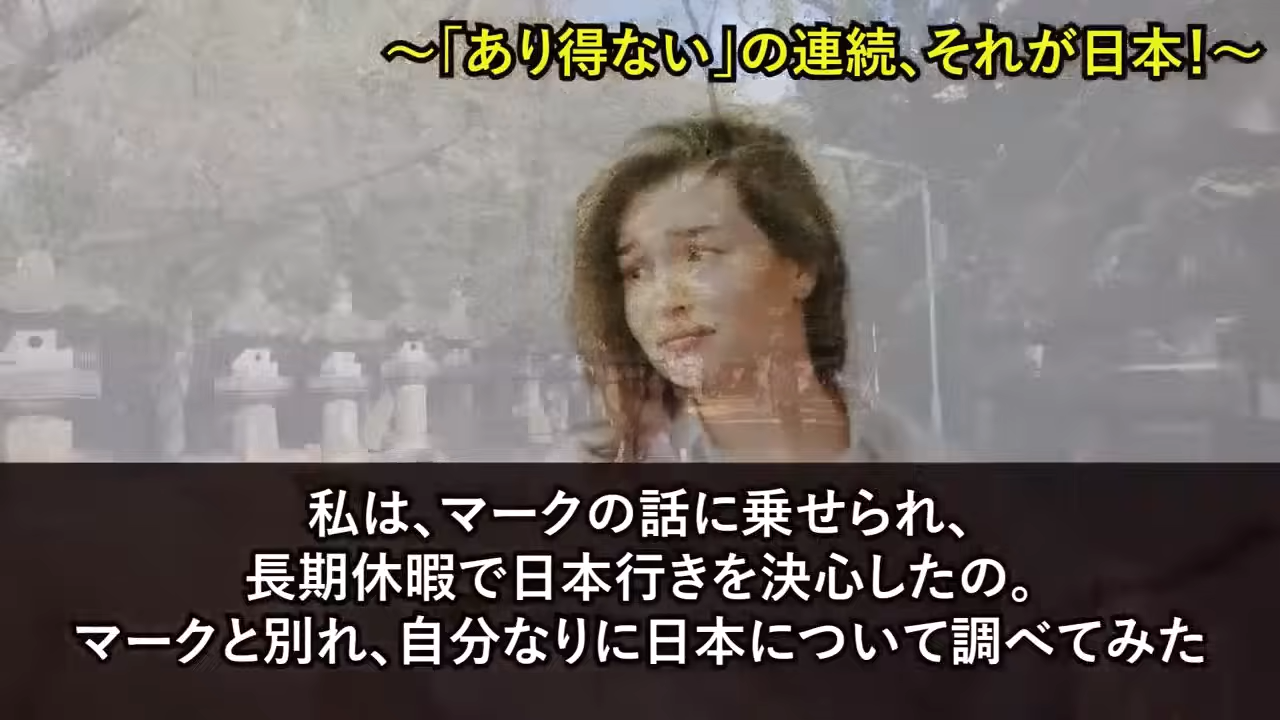 ～「あり得ない」の連続、それが日本！～
私は、マークの話に乗せられ、
長期休暇で日本行きを決心したの。
マークと別れ、自分なりに日本について調べてみた